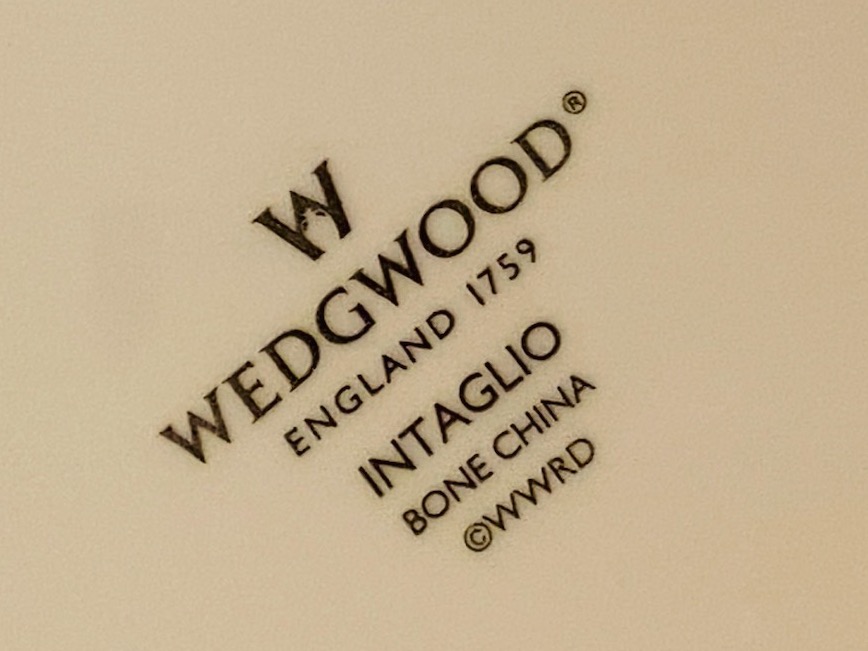 W
WEDGWOOD®
ENGLAND 1759
INTAGLIO
BONE CHINA
©WWRD